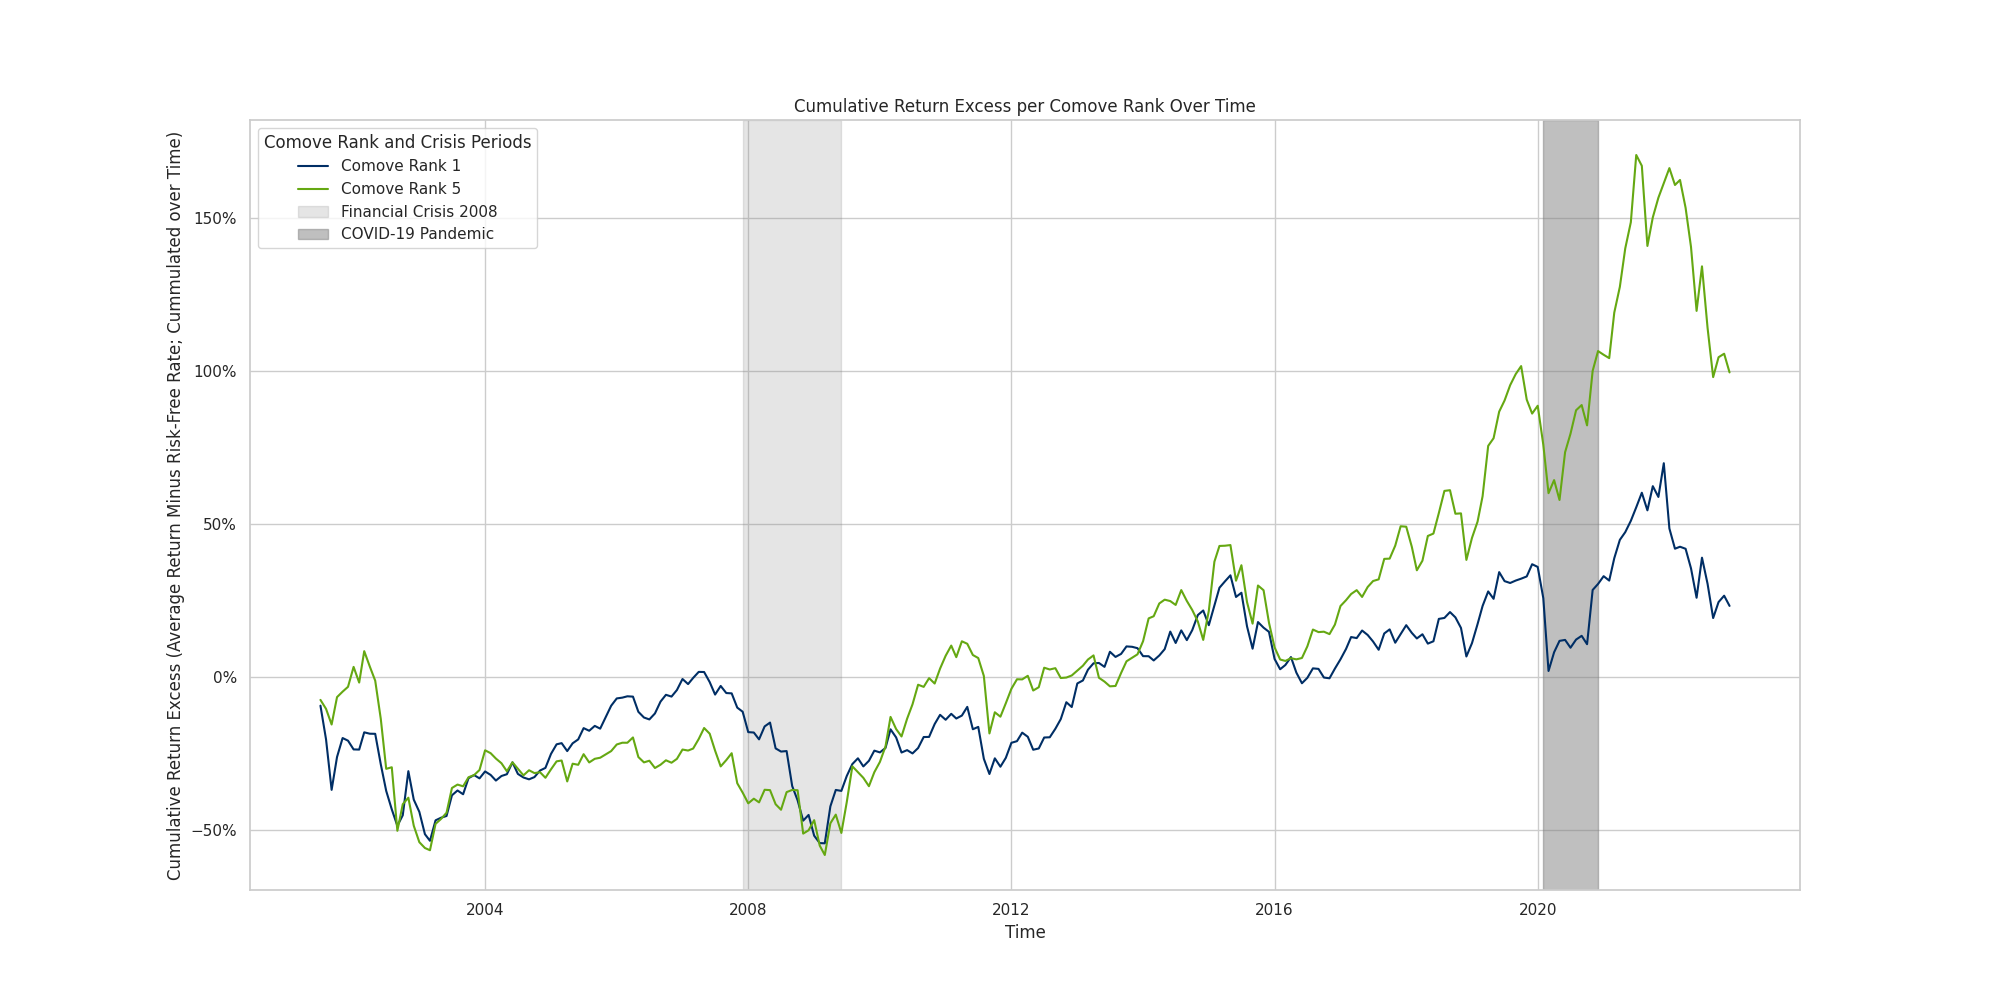 Cumulative Return Excess per Comove Rank Over Time
Cumulative Return Excess (Average Return Minus Risk-Free Rate; Cummulated over Time)
Comove Rank and Crisis Periods
Comove Rank 1
Comove Rank 5
Financial Crisis 2008
COVID-19 Pandemic
150%
100%
50%
0%
−50%
2004 2008 2012 2016 2020
Time